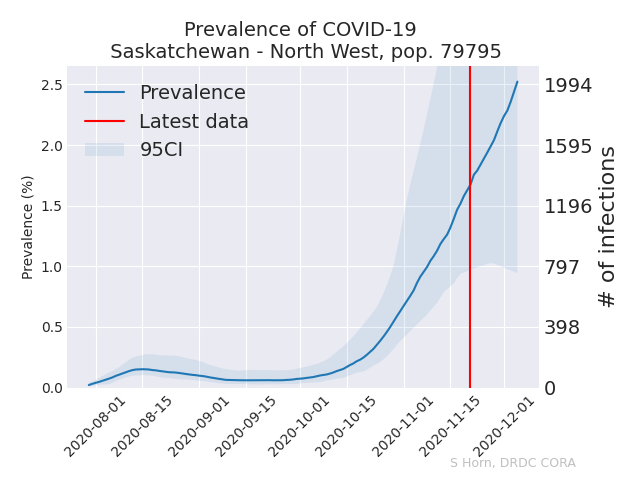 Prevalence of COVID-19
Saskatchewan - North West, pop. 79795
Prevalence
Latest data
95CI
Prevalence (%)
2.5
2.0
1.5
1.0
0.5
0.0
1994
1595
1196
797
398
0
# of infections
2020-08-01
2020-08-15
2020-09-01
2020-09-15
2020-10-01
2020-10-15
2020-11-01
2020-11-15
2020-12-01
S Horn, DRDC CORA